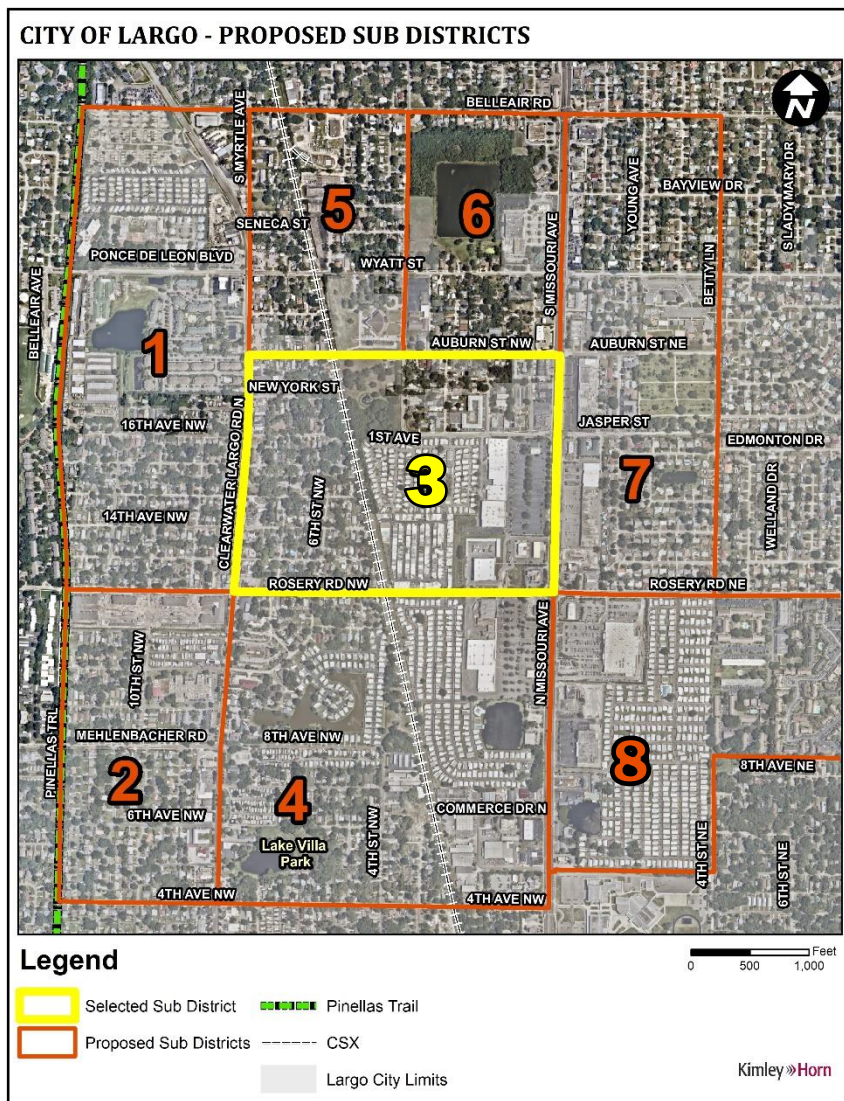 CITY OF LARGO - PROPOSED SUB DISTRICTS
BELLEAIR RD
N
S MYRTLE AVE
S LADY MARY DR
YOUNG AVE
BAYVIEW DR
5
6
SENECA ST
S MISSOURI AVE
BETTY LN
PONCE DE LEON BLVD
WYATT ST
BELLEAIR AVE
1
AUBURN ST NW
AUBURN ST NE
NEW YORK ST
16TH AVE NW
1ST AVE
JASPER ST
EDMONTON DR
CLEARWATER LARGO RD N
3
7
6TH ST NW
WELLAND DR
14TH AVE NW
ROSERY RD NW
ROSERY RD NE
10TH ST NW
N MISSOURI AVE
MEHLENBACHER RD
8TH AVE NW
PINELLAS TRL
2
4
8
8TH AVE NE
6TH AVE NW
4TH ST NW
COMMERCE DR N
Lake Villa
Park
4TH ST NE
6TH ST NE
4TH AVE NW
4TH AVE NW
Legend
Feet
0 500 1,000
Selected Sub District
Pinellas Trail
Proposed Sub Districts
CSX
Largo City Limits
Kimley»Horn